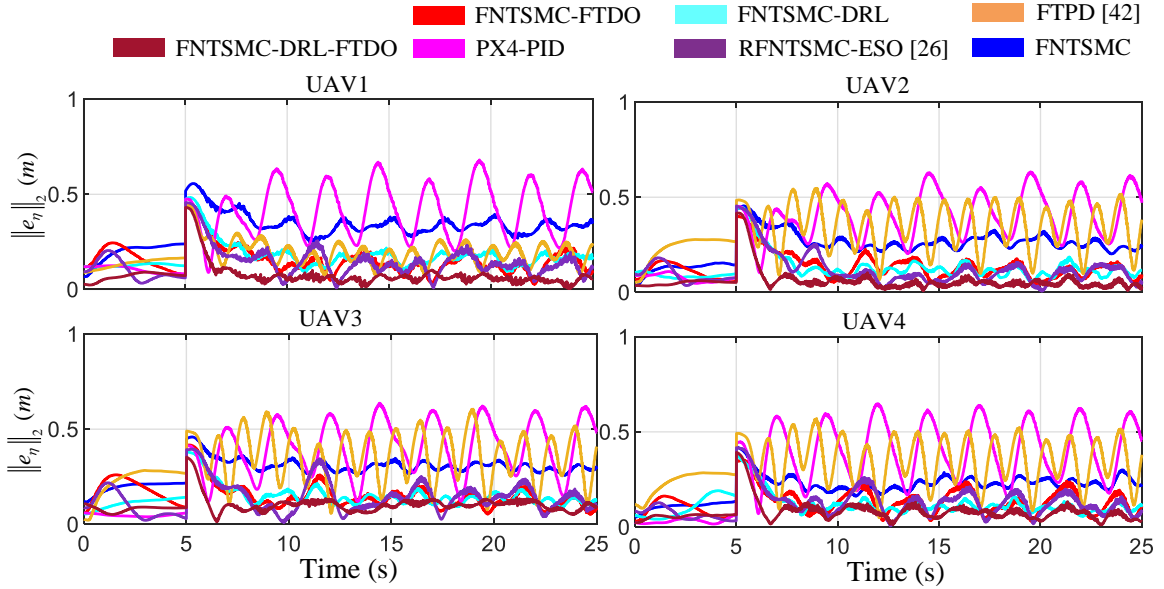 FNTSMC-FTDO FNTSMC-DRL FTPD [42]
FNTSMC-DRL-FTDO PX4-PID RFNTSMC-ESO [26] FNTSMC
UAV1 UAV2
1 1
0.5 0.5
0 0
‖e_η‖₂ (m)
UAV3 UAV4
1 1
0.5 0.5
0 0
‖e_η‖₂ (m)
0 5 10 15 20 25 0 5 10 15 20 25
Time (s) Time (s)